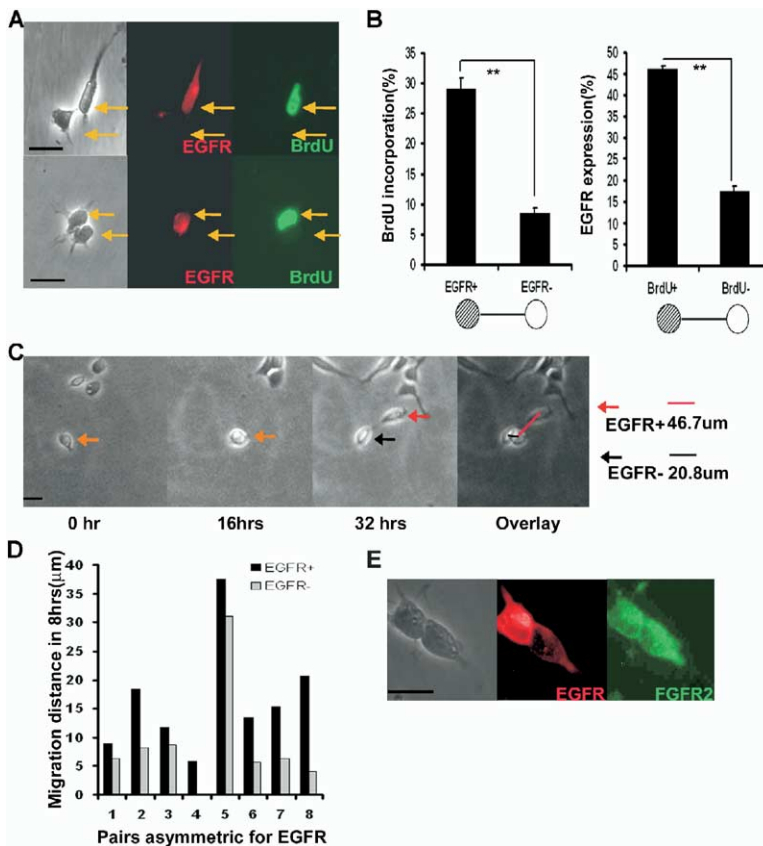 A
EGFR
BrdU
EGFR
BrdU
B
BrdU incorporation(%)
35
30
25
20
15
10
5
0
**
EGFR+
EGFR-
EGFR expression(%)
50
45
40
35
30
25
20
15
10
5
0
**
BrdU+
BrdU-
C
0 hr
16hrs
32 hrs
Overlay
EGFR+ 46.7um
EGFR- 20.8um
D
Migration distance in 8hrs(μm)
40
35
30
25
20
15
10
5
0
EGFR+
EGFR-
1 2 3 4 5 6 7 8
Pairs asymmetric for EGFR
E
EGFR
FGFR2